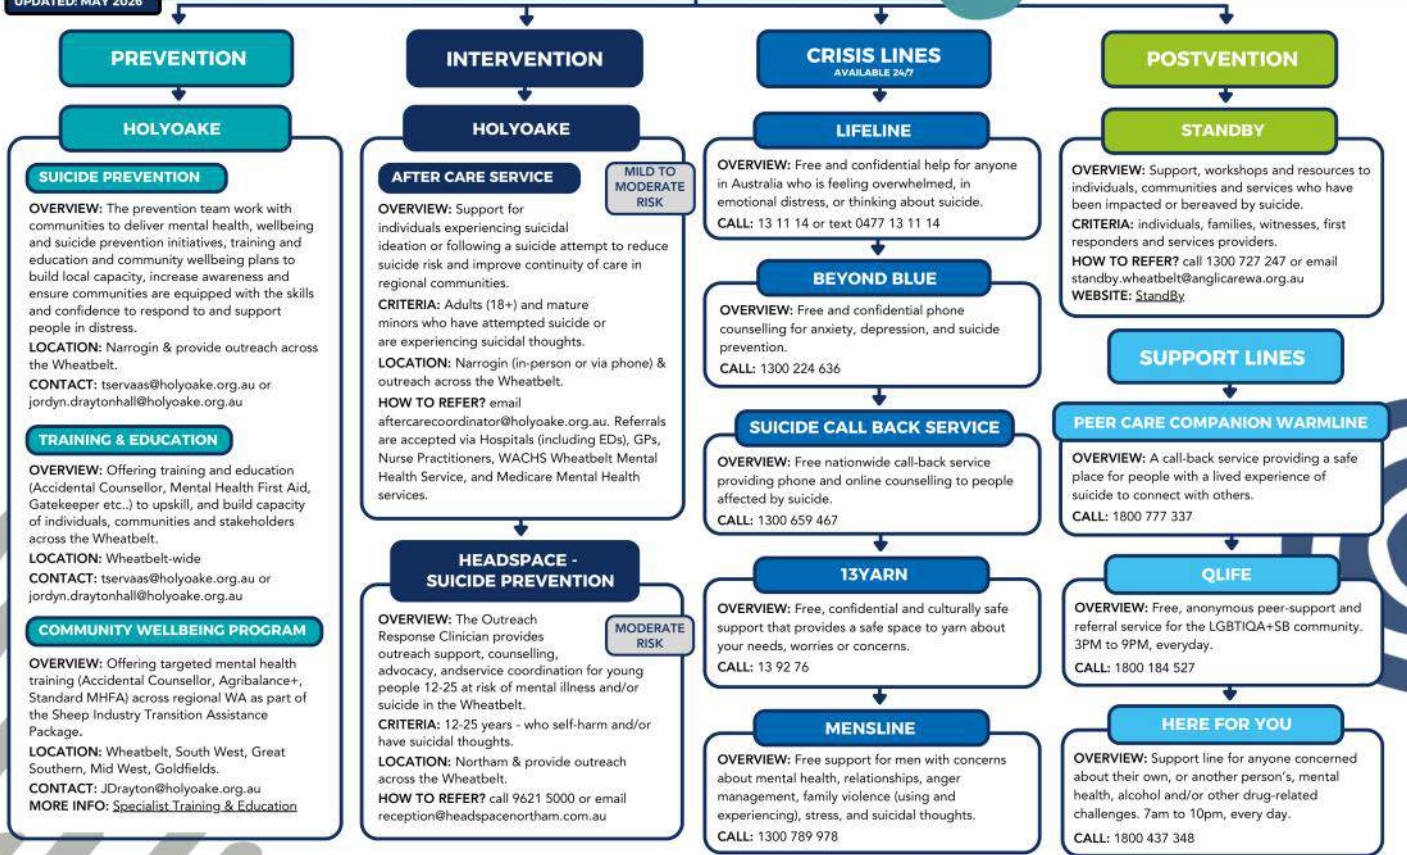 UPDATED: MAY 2026
PREVENTION
HOLYOAKE
SUICIDE PREVENTION
OVERVIEW: The prevention team work with
communities to deliver mental health, wellbeing
and suicide prevention initiatives, training and
education and community wellbeing plans to
build local capacity, increase awareness and
ensure communities are equipped with the skills
and confidence to respond to and support
people in distress.
LOCATION: Narrogin & provide outreach across
the Wheatbelt.
CONTACT: tservaas@holyoake.org.au or
jordyn.draytonhall@holyoake.org.au
TRAINING & EDUCATION
OVERVIEW: Offering training and education
(Accidental Counsellor, Mental Health First Aid,
Gatekeeper etc..) to upskill, and build capacity
of individuals, communities and stakeholders
across the Wheatbelt.
LOCATION: Wheatbelt-wide
CONTACT: tservaas@holyoake.org.au or
jordyn.draytonhall@holyoake.org.au
COMMUNITY WELLBEING PROGRAM
OVERVIEW: Offering targeted mental health
training (Accidental Counsellor, Agribalance+,
Standard MHFA) across regional WA as part of
the Sheep Industry Transition Assistance
Package.
LOCATION: Wheatbelt, South West, Great
Southern, Mid West, Goldfields.
CONTACT: JDrayton@holyoake.org.au
MORE INFO: Specialist Training & Education
INTERVENTION
HOLYOAKE
AFTER CARE SERVICE
MILD TO
MODERATE
RISK
OVERVIEW: Support for
individuals experiencing suicidal
ideation or following a suicide attempt to reduce
suicide risk and improve continuity of care in
regional communities.
CRITERIA: Adults (18+) and mature
minors who have attempted suicide or
are experiencing suicidal thoughts.
LOCATION: Narrogin (in-person or via phone) &
outreach across the Wheatbelt.
HOW TO REFER? email
aftercarecoordinator@holyoake.org.au. Referrals
are accepted via Hospitals (including EDs), GPs,
Nurse Practitioners, WACHS Wheatbelt Mental
Health Service, and Medicare Mental Health
services.
HEADSPACE -
SUICIDE PREVENTION
MODERATE
RISK
OVERVIEW: The Outreach
Response Clinician provides
outreach support, counselling,
advocacy, andservice coordination for young
people 12-25 at risk of mental illness and/or
suicide in the Wheatbelt.
CRITERIA: 12-25 years - who self-harm and/or
have suicidal thoughts.
LOCATION: Northam & provide outreach
across the Wheatbelt.
HOW TO REFER? call 9621 5000 or email
reception@headspacenortham.com.au
CRISIS LINES
AVAILABLE 24/7
LIFELINE
OVERVIEW: Free and confidential help for anyone
in Australia who is feeling overwhelmed, in
emotional distress, or thinking about suicide.
CALL: 13 11 14 or text 0477 13 11 14
BEYOND BLUE
OVERVIEW: Free and confidential phone
counselling for anxiety, depression, and suicide
prevention.
CALL: 1300 224 636
SUICIDE CALL BACK SERVICE
OVERVIEW: Free nationwide call-back service
providing phone and online counselling to people
affected by suicide.
CALL: 1300 659 467
13YARN
OVERVIEW: Free, confidential and culturally safe
support that provides a safe space to yarn about
your needs, worries or concerns.
CALL: 13 92 76
MENSLINE
OVERVIEW: Free support for men with concerns
about mental health, relationships, anger
management, family violence (using and
experiencing), stress, and suicidal thoughts.
CALL: 1300 789 978
POSTVENTION
STANDBY
OVERVIEW: Support, workshops and resources to
individuals, communities and services who have
been impacted or bereaved by suicide.
CRITERIA: individuals, families, witnesses, first
responders and services providers.
HOW TO REFER? call 1300 727 247 or email
standby.wheatbelt@anglicarewa.org.au
WEBSITE: StandBy
SUPPORT LINES
PEER CARE COMPANION WARMLINE
OVERVIEW: A call-back service providing a safe
place for people with a lived experience of
suicide to connect with others.
CALL: 1800 777 337
QLIFE
OVERVIEW: Free, anonymous peer-support and
referral service for the LGBTIQA+SB community.
3PM to 9PM, everyday.
CALL: 1800 184 527
HERE FOR YOU
OVERVIEW: Support line for anyone concerned
about their own, or another person's, mental
health, alcohol and/or other drug-related
challenges. 7am to 10pm, every day.
CALL: 1800 437 348